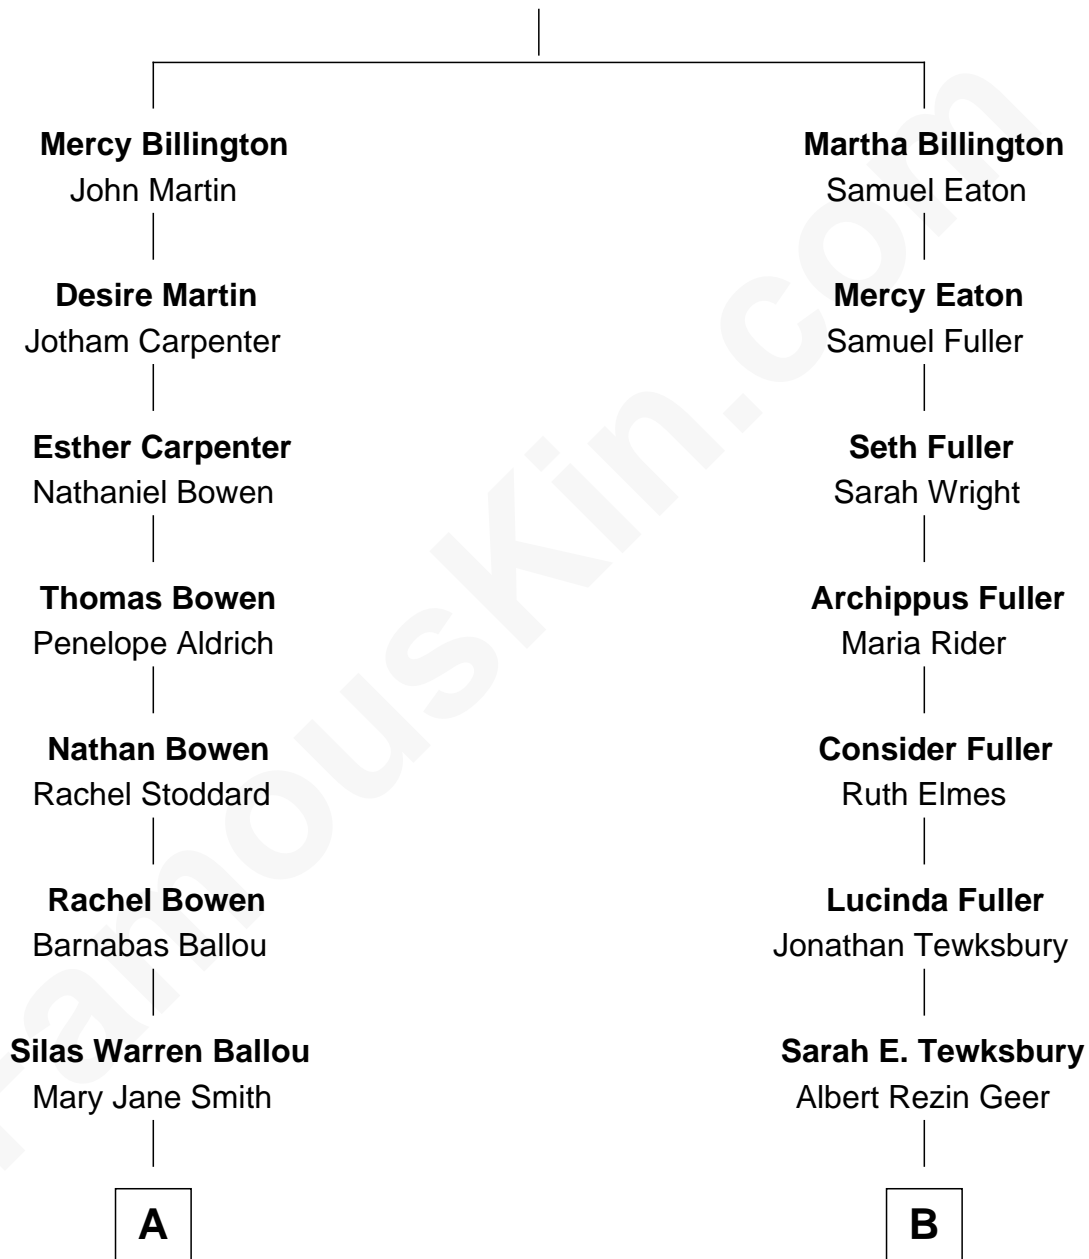 Mercy Billington
John Martin
Desire Martin
Jotham Carpenter
Esther Carpenter
Nathaniel Bowen
Thomas Bowen
Penelope Aldrich
Nathan Bowen
Rachel Stoddard
Rachel Bowen
Barnabas Ballou
Silas Warren Ballou
Mary Jane Smith
A
Martha Billington
Samuel Eaton
Mercy Eaton
Samuel Fuller
Seth Fuller
Sarah Wright
Archippus Fuller
Maria Rider
Consider Fuller
Ruth Elmes
Lucinda Fuller
Jonathan Tewksbury
Sarah E. Tewksbury
Albert Rezin Geer
B
FamousKin.com